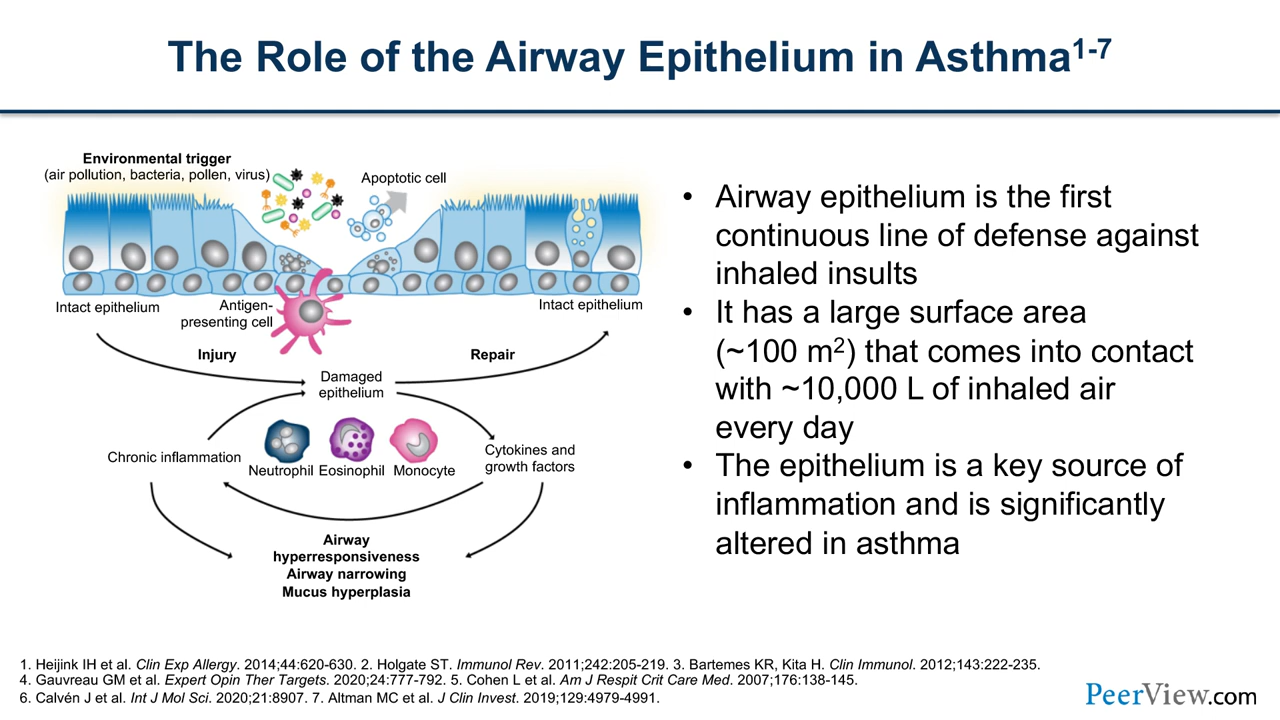 The Role of the Airway Epithelium in Asthma1-7
Environmental trigger
(air pollution, bacteria, pollen, virus)
Apoptotic cell
Intact epithelium
Antigen-
presenting cell
Intact epithelium
Injury
Repair
Damaged
epithelium
Chronic inflammation
Neutrophil Eosinophil Monocyte
Cytokines and
growth factors
Airway
hyperresponsiveness
Airway narrowing
Mucus hyperplasia
• Airway epithelium is the first
continuous line of defense against
inhaled insults
• It has a large surface area
(~100 m2) that comes into contact
with ~10,000 L of inhaled air
every day
• The epithelium is a key source of
inflammation and is significantly
altered in asthma
1. Heijink IH et al. Clin Exp Allergy. 2014;44:620-630. 2. Holgate ST. Immunol Rev. 2011;242:205-219. 3. Bartemes KR, Kita H. Clin Immunol. 2012;143:222-235.
4. Gauvreau GM et al. Expert Opin Ther Targets. 2020;24:777-792. 5. Cohen L et al. Am J Respit Crit Care Med. 2007;176:138-145.
6. Calvén J et al. Int J Mol Sci. 2020;21:8907. 7. Altman MC et al. J Clin Invest. 2019;129:4979-4991.
PeerView.com